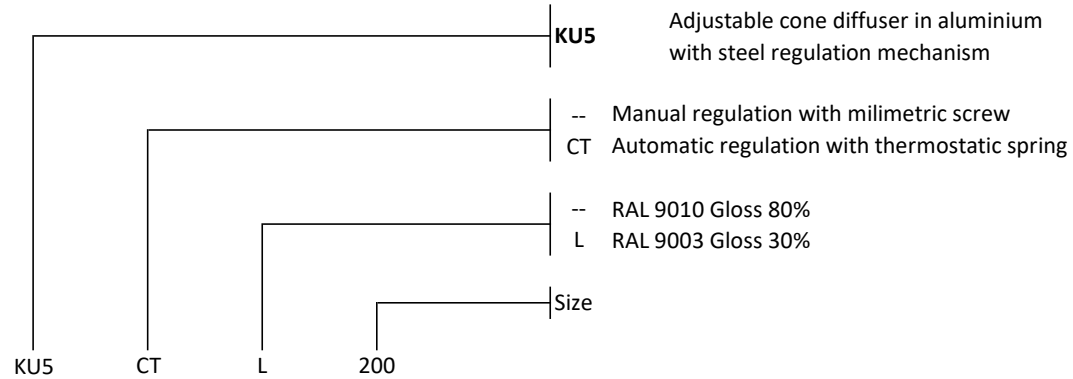 KU5 Adjustable cone diffuser in aluminium
with steel regulation mechanism
-- Manual regulation with milimetric screw
CT Automatic regulation with thermostatic spring
-- RAL 9010 Gloss 80%
L RAL 9003 Gloss 30%
Size
KU5 CT L 200